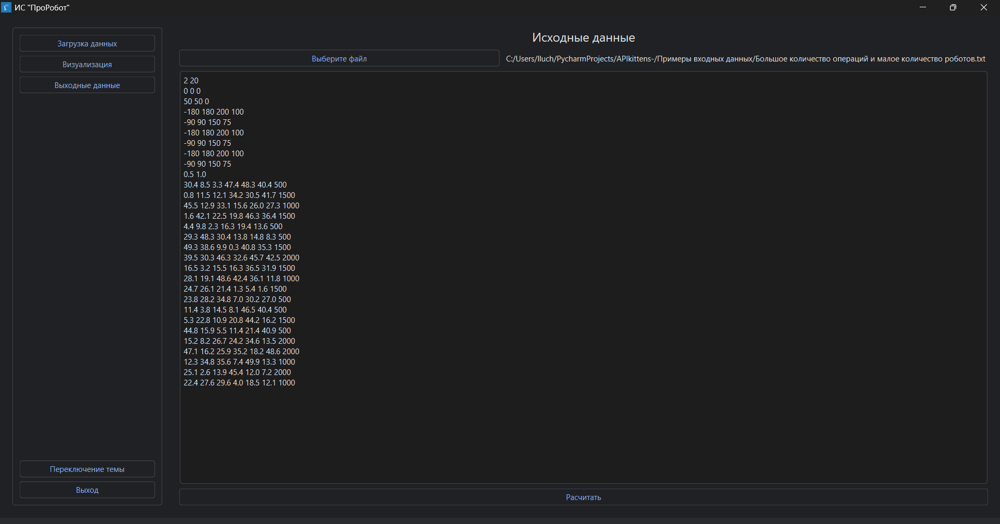 ИС "ПроРобот"
Загрузка данных
Визуализация
Выходные данные
Переключение темы
Выход
Исходные данные
Выберите файл
C:/Users/Iluch/PycharmProjects/APIkittens-/Примеры входных данных/Большое количество операций и малое количество роботов.txt
2 20
0 0 0
50 50 0
-180 180 200 100
-90 90 150 75
-180 180 200 100
-90 90 150 75
-180 180 200 100
-90 90 150 75
0.5 1.0
30.4 8.5 3.3 47.4 48.3 40.4 500
0.8 11.5 12.1 34.2 30.5 41.7 1500
45.5 12.9 33.1 15.6 26.0 27.3 1000
1.6 42.1 22.5 19.8 46.3 36.4 1500
4.4 9.8 2.3 16.3 19.4 13.6 500
29.3 48.3 30.4 13.8 14.8 8.3 500
49.3 38.6 9.9 0.3 40.8 35.3 1500
39.5 30.3 46.3 32.6 45.7 42.5 2000
16.5 3.2 15.5 16.3 36.5 31.9 1500
28.1 19.1 48.6 42.4 36.1 11.8 1000
24.7 26.1 21.4 1.3 5.4 1.6 1500
23.8 28.2 34.8 7.0 30.2 27.0 500
11.4 3.8 14.5 8.1 46.5 40.4 500
5.3 22.8 10.9 20.8 44.2 16.2 1500
44.8 15.9 5.5 11.4 21.4 40.9 500
15.2 8.2 26.7 24.2 34.6 13.5 2000
47.1 16.2 25.9 35.2 18.2 48.6 2000
12.3 34.8 35.6 7.4 49.9 13.3 1000
25.1 2.6 13.9 45.4 12.0 7.2 2000
22.4 27.6 29.6 4.0 18.5 12.1 1000
Расчитать